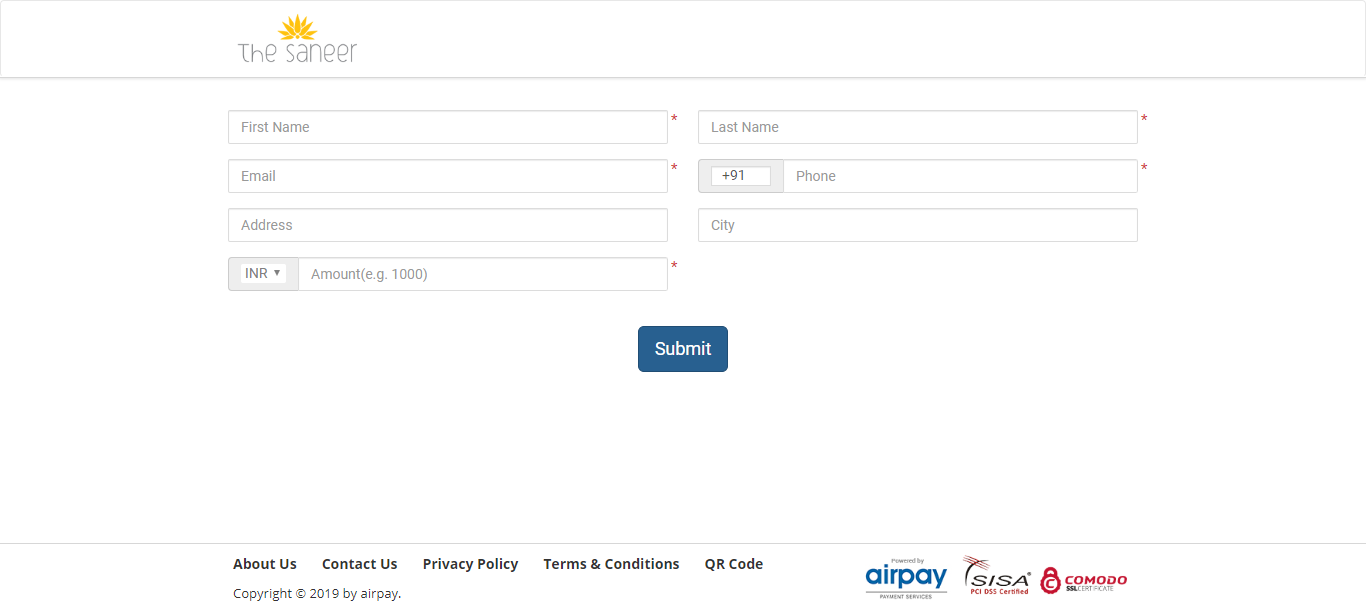 The saneer
First Name * Last Name *
Email * +91 Phone *
Address City
INR ▼ Amount(e.g. 1000) *
Submit
About Us Contact Us Privacy Policy Terms & Conditions QR Code
Copyright © 2019 by airpay.
Powered by
airpay
PAYMENT SERVICES
SISA
PCI DSS Certified
COMODO
SSL CERTIFICATE